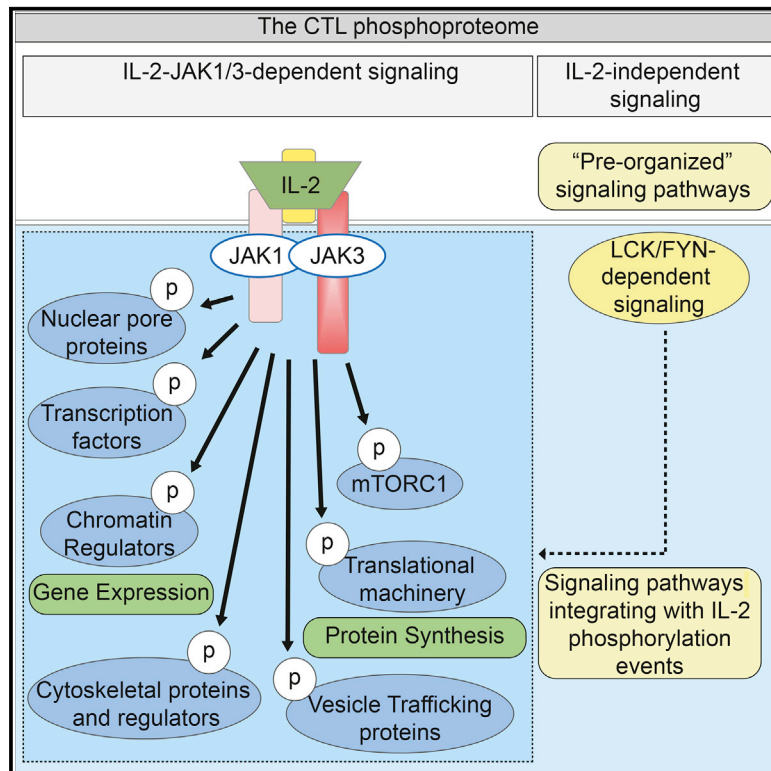 The CTL phosphoproteome
IL-2-JAK1/3-dependent signaling
IL-2-independent
signaling
“Pre-organized”
signaling pathways
IL-2
JAK1
JAK3
LCK/FYN-
dependent
signaling
p
Nuclear pore
proteins
p
Transcription
factors
p
Chromatin
Regulators
Gene Expression
p
Cytoskeletal proteins
and regulators
p
mTORC1
p
Translational
machinery
Protein Synthesis
p
Vesicle Trafficking
proteins
Signaling pathways
integrating with IL-2
phosphorylation
events